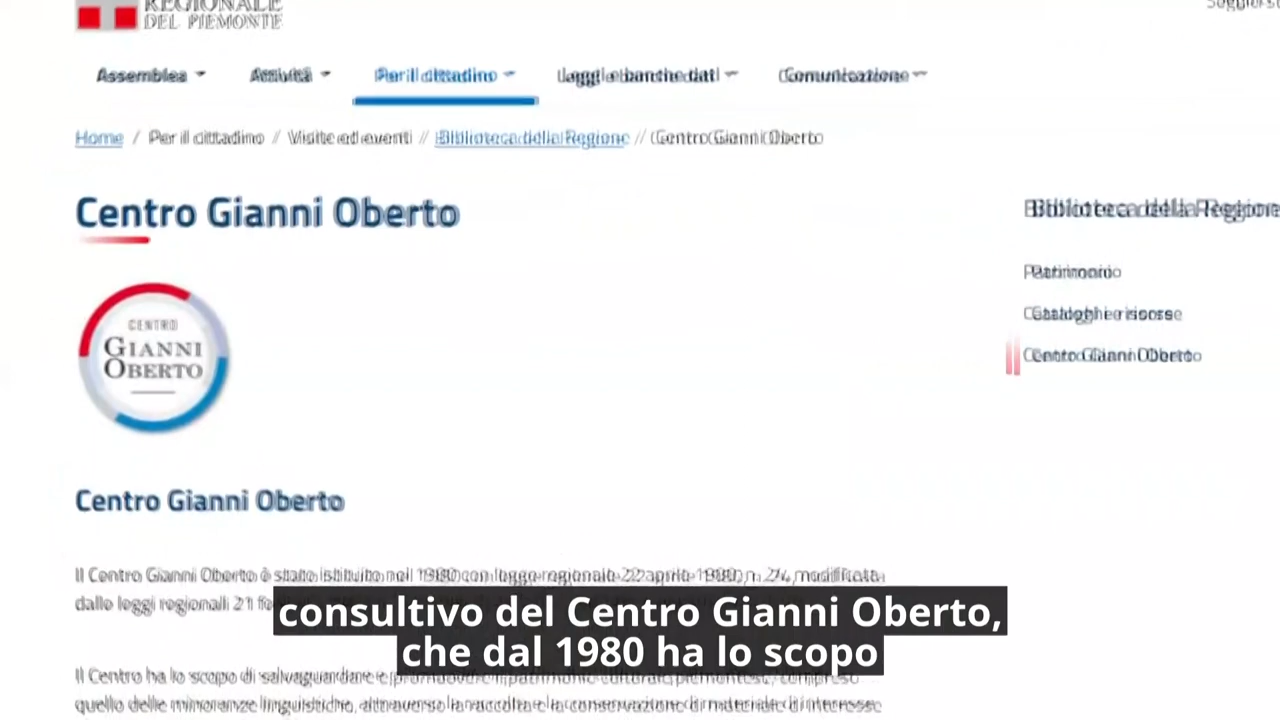 REGIONALE
DEL PIEMONTE
Assemblea Attività Per il cittadino Leggi e banche dati Comunicazione
Home / Per il cittadino / Visite ed eventi / Biblioteca della Regione / Centro Gianni Oberto
Centro Gianni Oberto
Biblioteca della Regione
Patrimonio
Cataloghi e risorse
Centro Gianni Oberto
CENTRO
GIANNI
OBERTO
Centro Gianni Oberto
Il Centro Gianni Oberto è stato istituito nel 1980 con legge regionale 22 aprile 1980, n. 24, modificata
dalle leggi regionali 21
consultivo del Centro Gianni Oberto,
che dal 1980 ha lo scopo
Il Centro ha lo scopo di salvaguardare e promuovere il patrimonio culturale piemontese, compreso
quello delle minoranze linguistiche, attraverso la raccolta e la conservazione di materiale di interesse